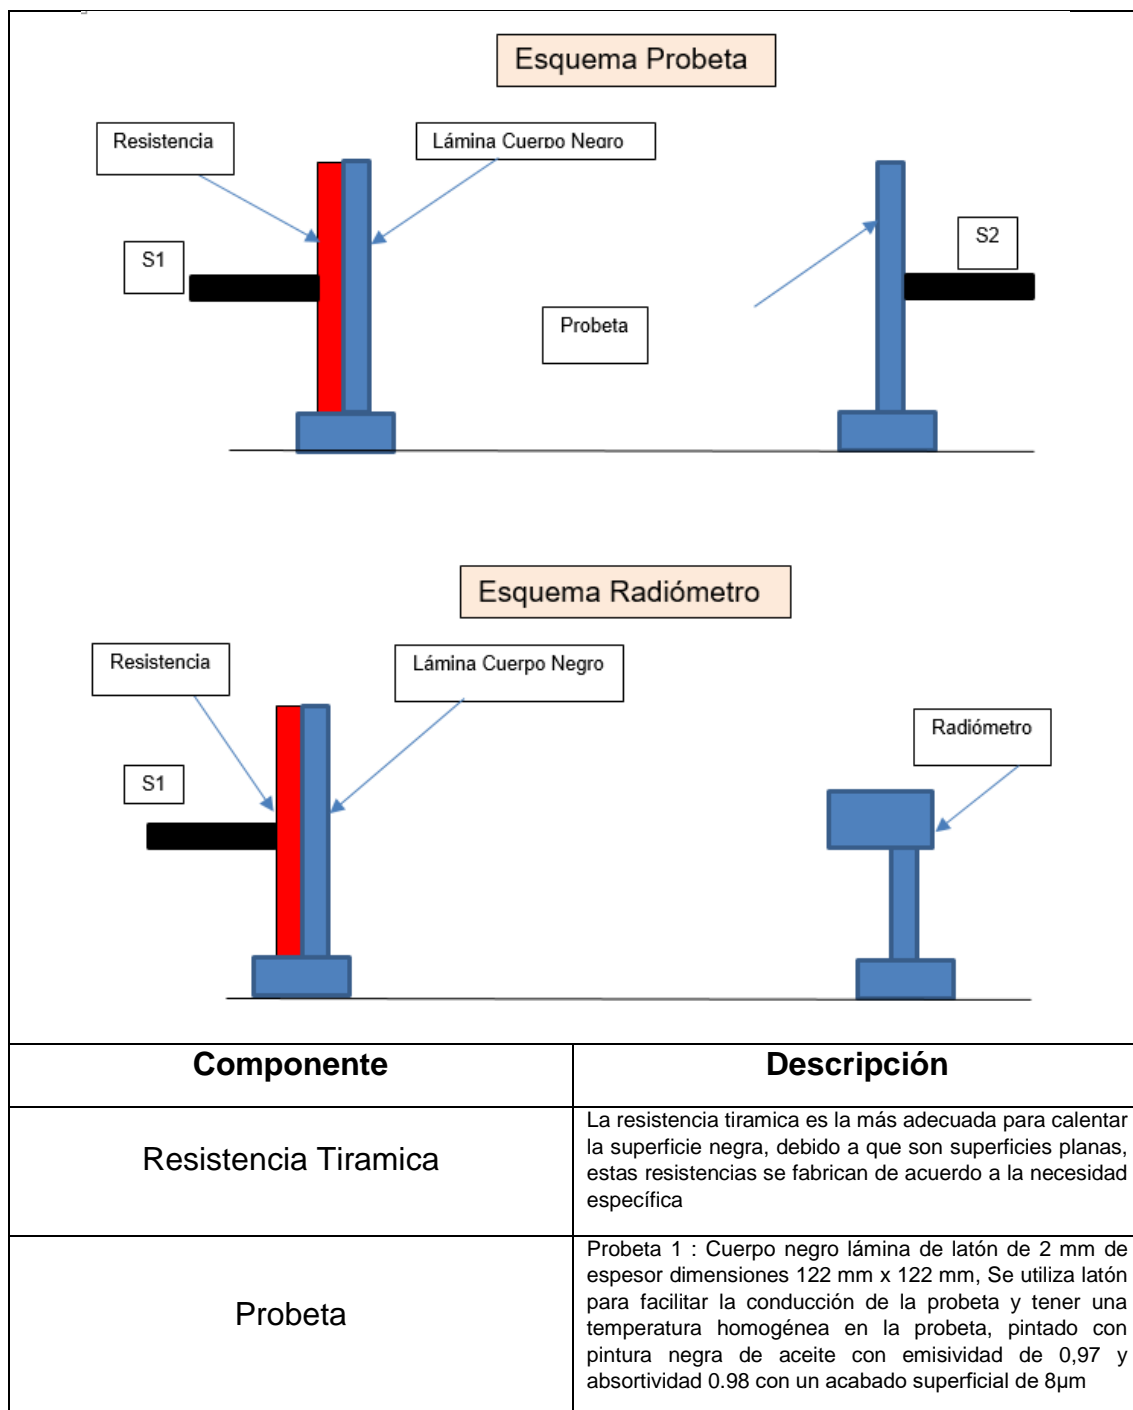 Esquema Probeta
Resistencia
Lámina Cuerpo Negro
S1
S2
Probeta
Esquema Radiómetro
Resistencia
Lámina Cuerpo Negro
Radiómetro
S1
Componente
Descripción
Resistencia Tiramica
La resistencia tiramica es la más adecuada para calentar
la superficie negra, debido a que son superficies planas,
estas resistencias se fabrican de acuerdo a la necesidad
específica
Probeta
Probeta 1 : Cuerpo negro lámina de latón de 2 mm de
espesor dimensiones 122 mm x 122 mm, Se utiliza latón
para facilitar la conducción de la probeta y tener una
temperatura homogénea en la probeta, pintado con
pintura negra de aceite con emisividad de 0,97 y
absortividad 0.98 con un acabado superficial de 8µm